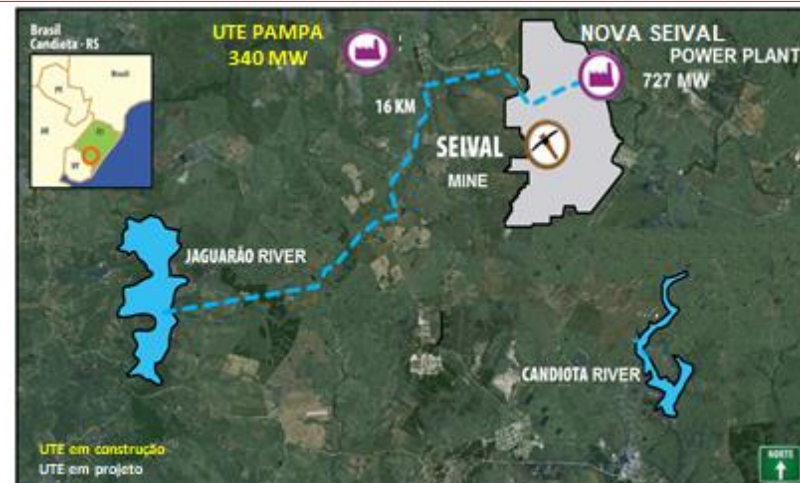 Brasil
Candieta - RS
Brasil
UTE PAMPA
340 MW
NOVA SEIVAL
POWER PLANT
727 MW
16 KM
SEIVAL
MINE
JAGUARÃO RIVER
CANDIOTA RIVER
UTE em construção
UTE em projeto
NORTE